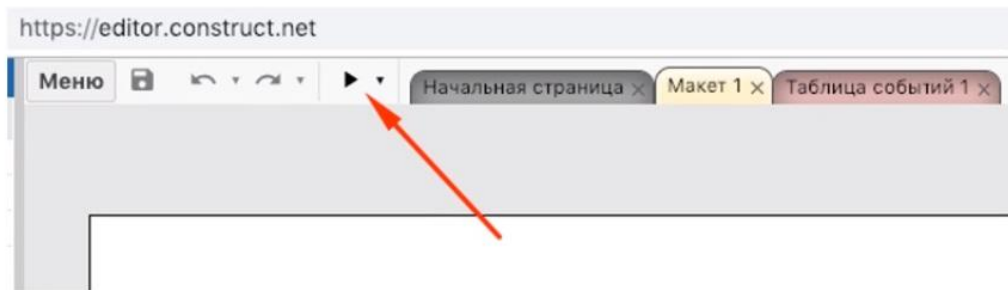 https://editor.construct.net
Меню Начальная страница Макет 1 Таблица событий 1